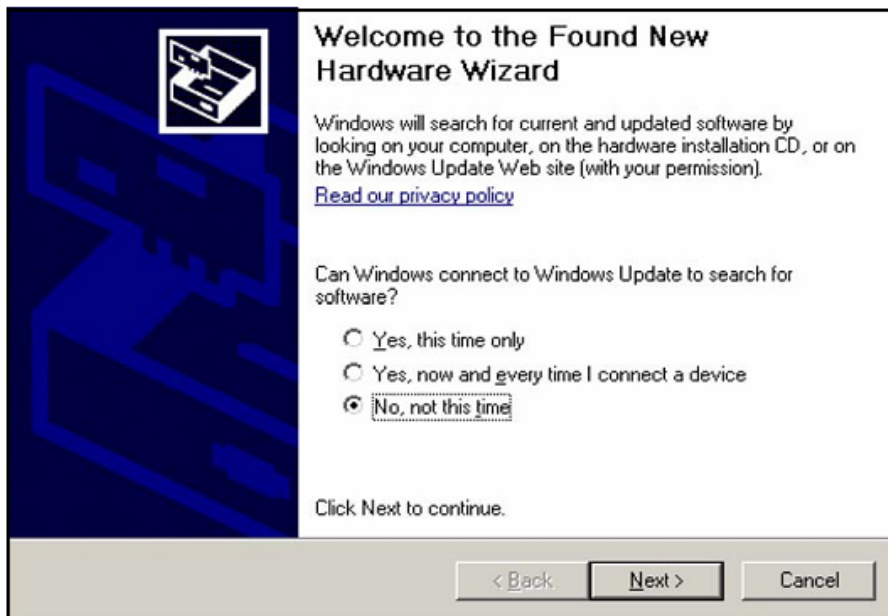 Welcome to the Found New
Hardware Wizard
Windows will search for current and updated software by
looking on your computer, on the hardware installation CD, or on
the Windows Update Web site (with your permission).
Read our privacy policy
Can Windows connect to Windows Update to search for
software?
Yes, this time only
Yes, now and every time I connect a device
No, not this time
Click Next to continue.
< Back
Next >
Cancel